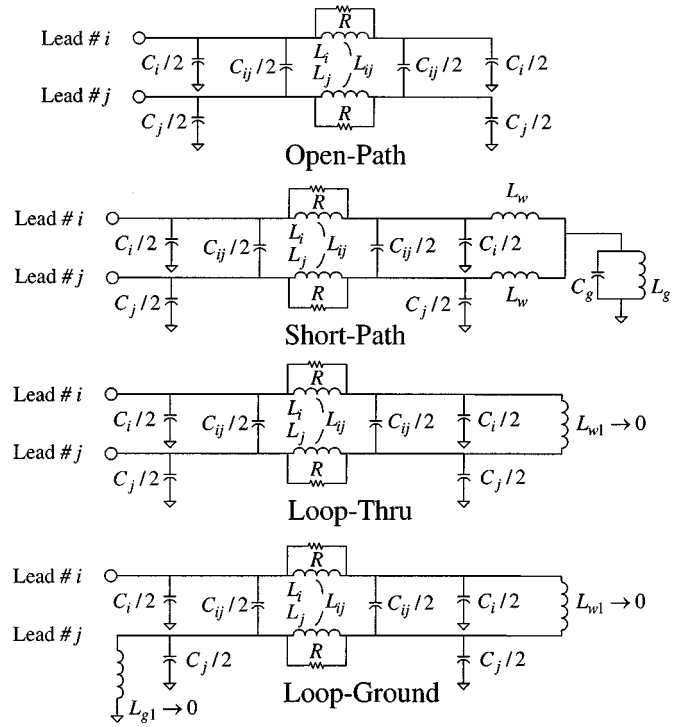 R
Lead # i
C_i/2
C_ij/2
L_i
L_j
L_ij
C_ij/2
C_i/2
Lead # j
C_j/2
R
C_j/2
Open-Path
R
L_w
Lead # i
C_i/2
C_ij/2
L_i
L_j
L_ij
C_ij/2
C_i/2
Lead # j
L_w
C_g
L_g
C_j/2
R
C_j/2
Short-Path
R
Lead # i
C_i/2
C_ij/2
L_i
L_j
L_ij
C_ij/2
C_i/2
L_w1 → 0
Lead # j
C_j/2
R
C_j/2
Loop-Thru
R
Lead # i
C_i/2
C_ij/2
L_i
L_j
L_ij
C_ij/2
C_i/2
L_w1 → 0
Lead # j
C_j/2
R
C_j/2
L_g1 → 0
Loop-Ground